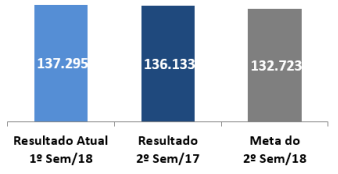 137.295 136.133 132.723
Resultado Atual Resultado Meta do
1º Sem/18 2º Sem/17 2º Sem/18